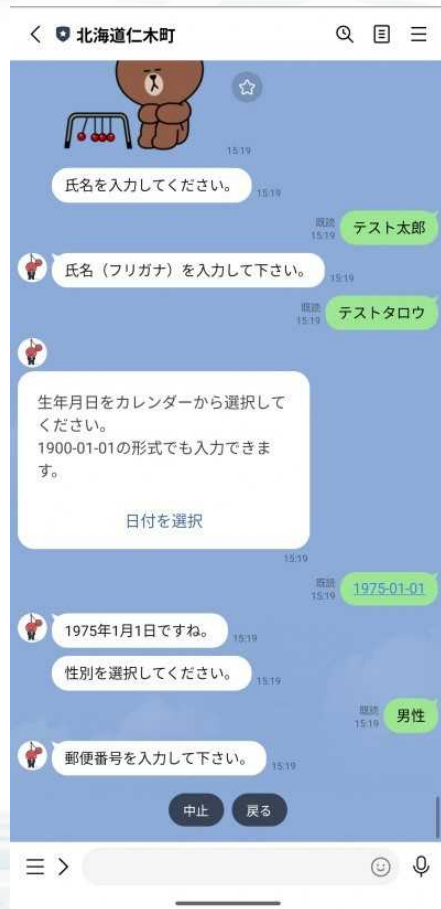 北海道仁木町
15:19
氏名を入力してください。
15:19
既読
15:19
テスト太郎
氏名（フリガナ）を入力して下さい。
15:19
既読
15:19
テストタロウ
生年月日をカレンダーから選択して
ください。
1900-01-01の形式でも入力できま
す。
日付を選択
15:19
既読
15:19
1975-01-01
1975年1月1日ですね。
15:19
性別を選択してください。
15:19
既読
15:19
男性
郵便番号を入力して下さい。
15:19
中止
戻る